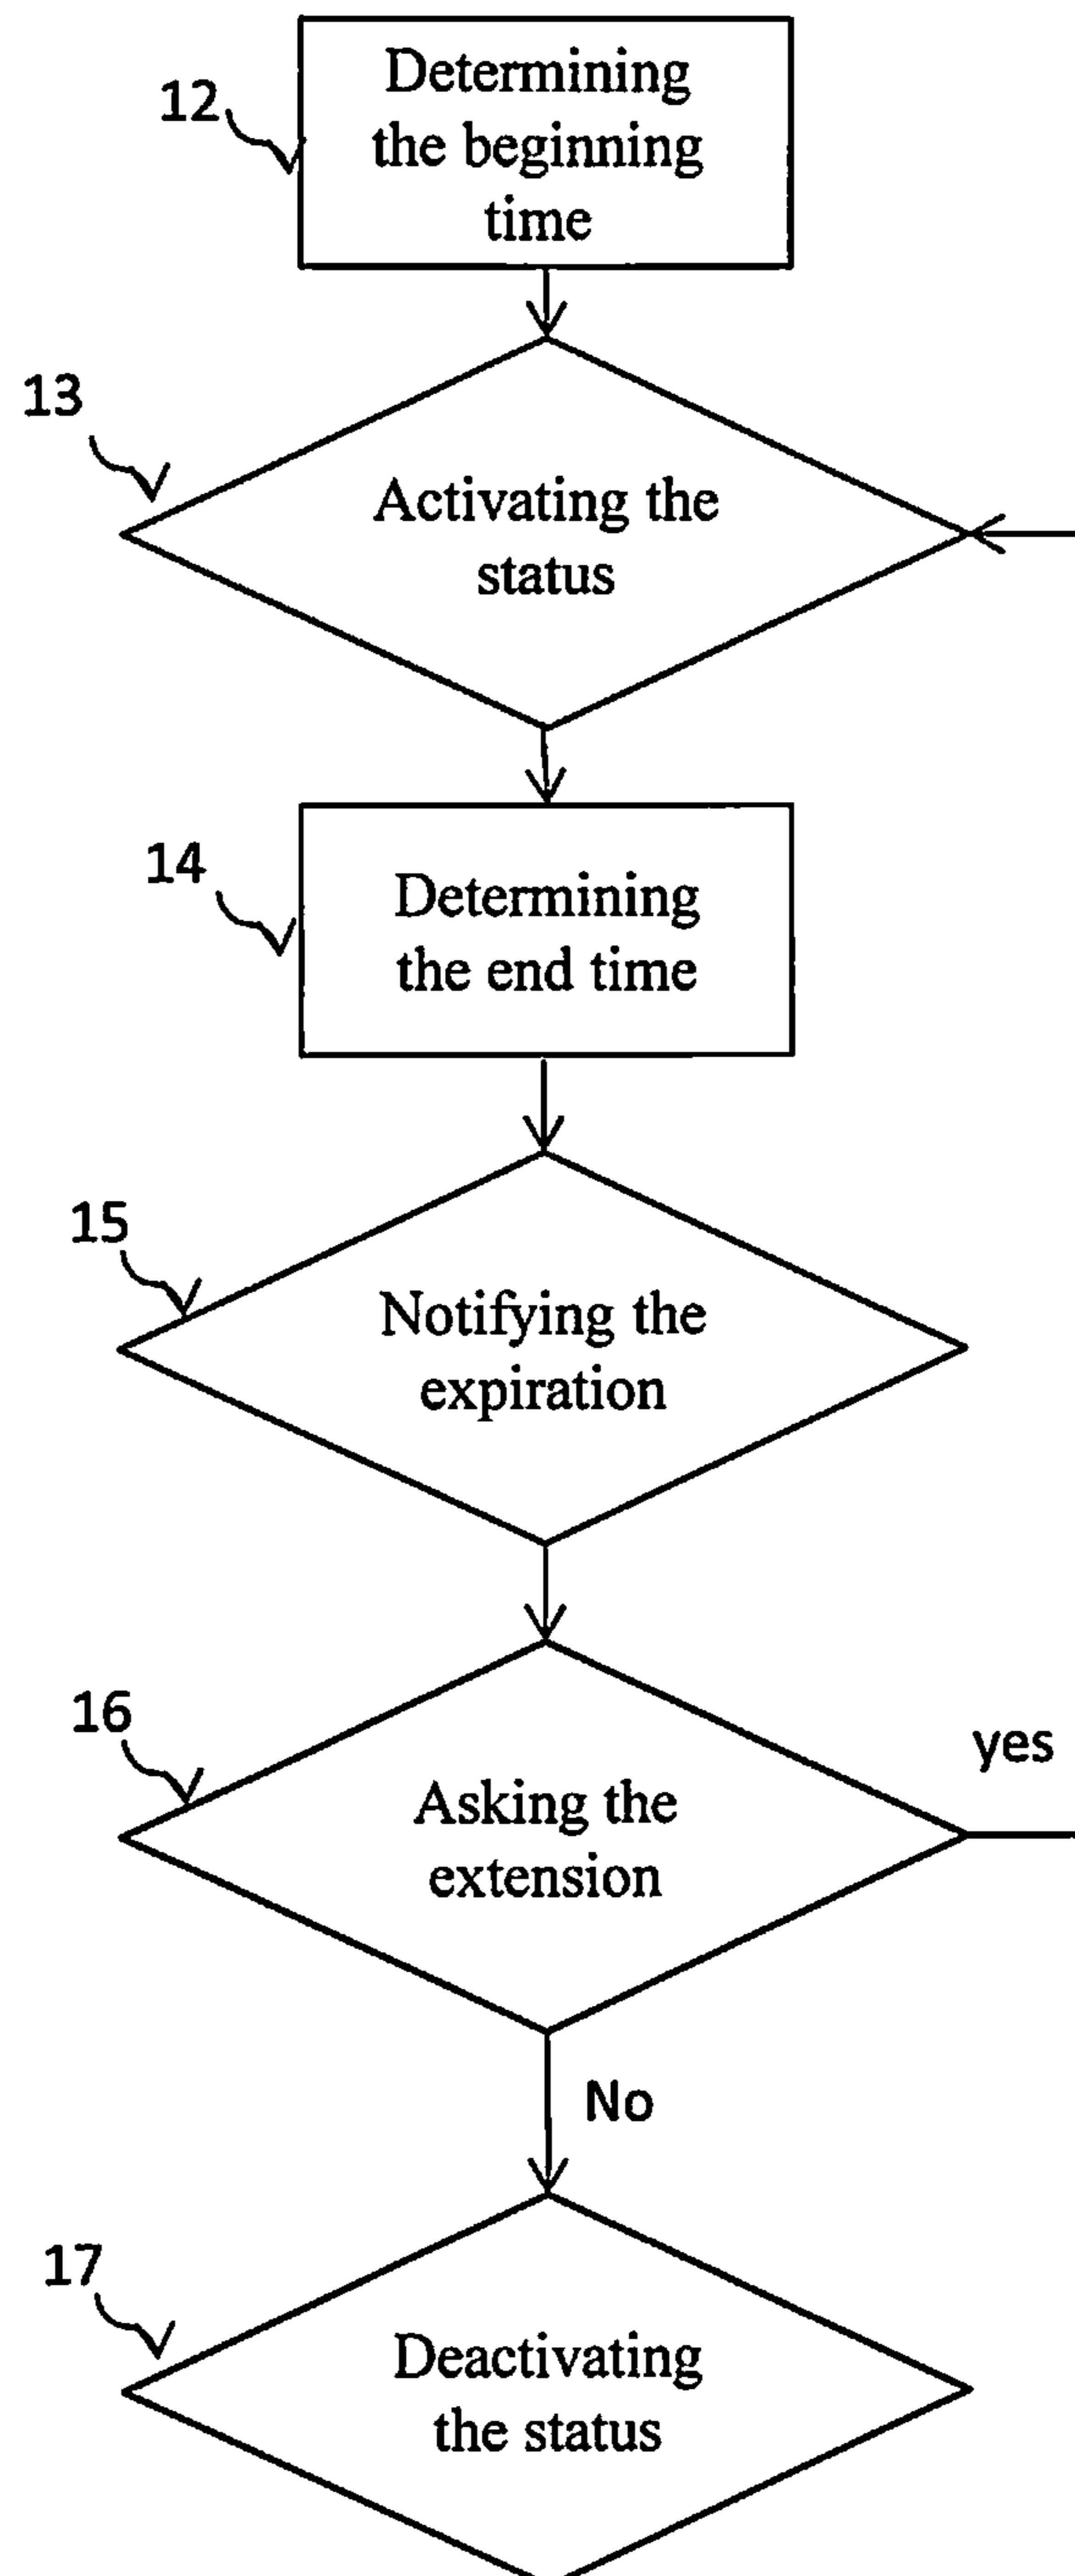 12
Determining
the beginning
time
13
Activating the
status
14
Determining
the end time
15
Notifying the
expiration
16
Asking the
extension
yes
No
17
Deactivating
the status